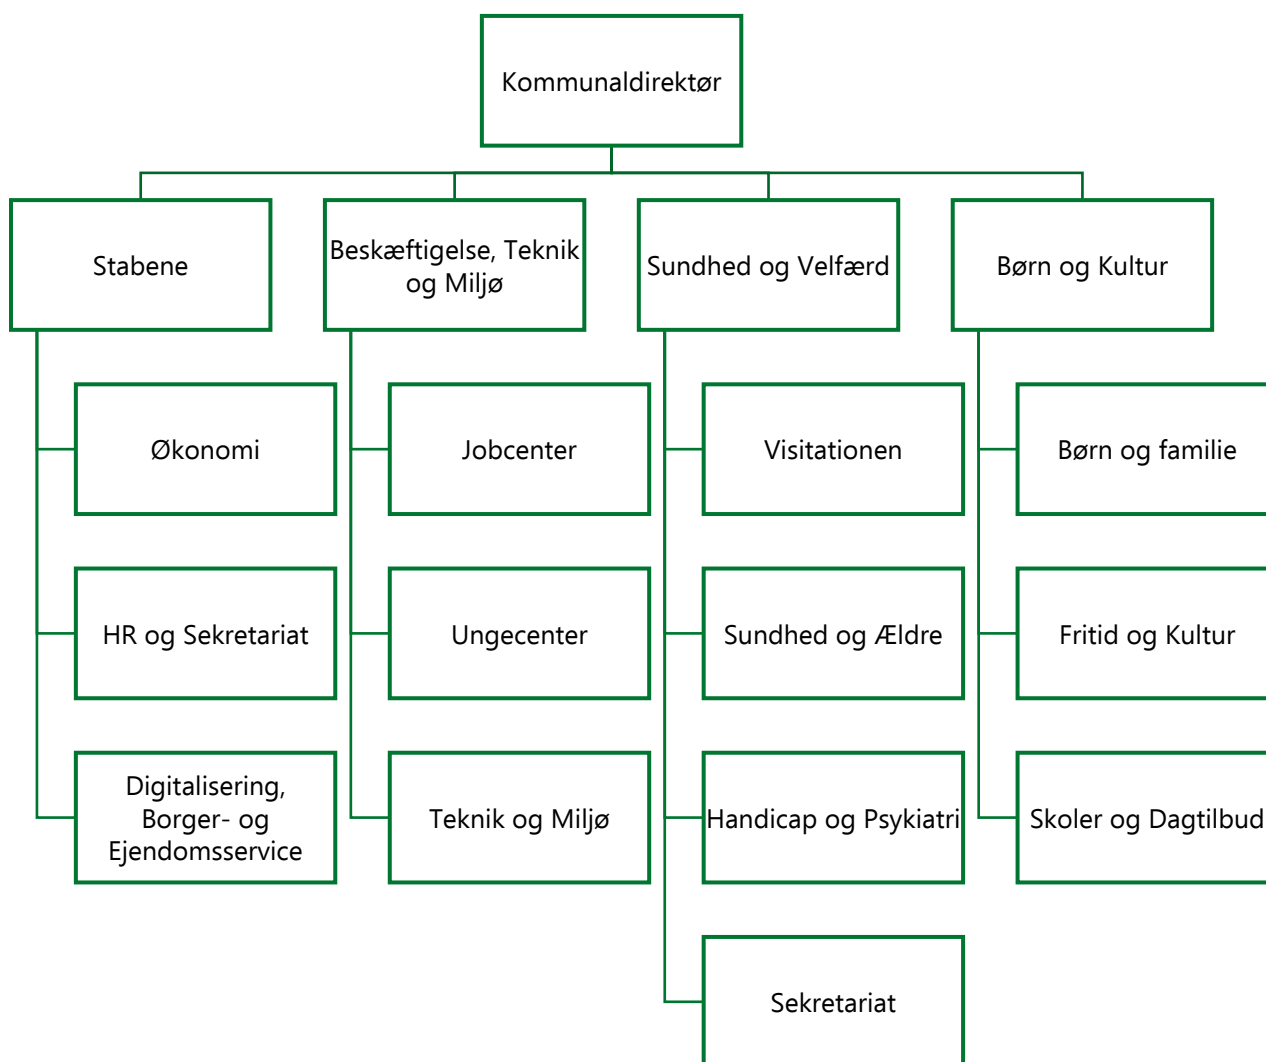 Kommunaldirektør
Stabene
Beskæftigelse, Teknik
og Miljø
Sundhed og Velfærd
Børn og Kultur
Økonomi
Jobcenter
Visitationen
Børn og familie
HR og Sekretariat
Ungecenter
Sundhed og Ældre
Fritid og Kultur
Digitalisering,
Borger- og
Ejendomsservice
Teknik og Miljø
Handicap og Psykiatri
Skoler og Dagtilbud
Sekretariat